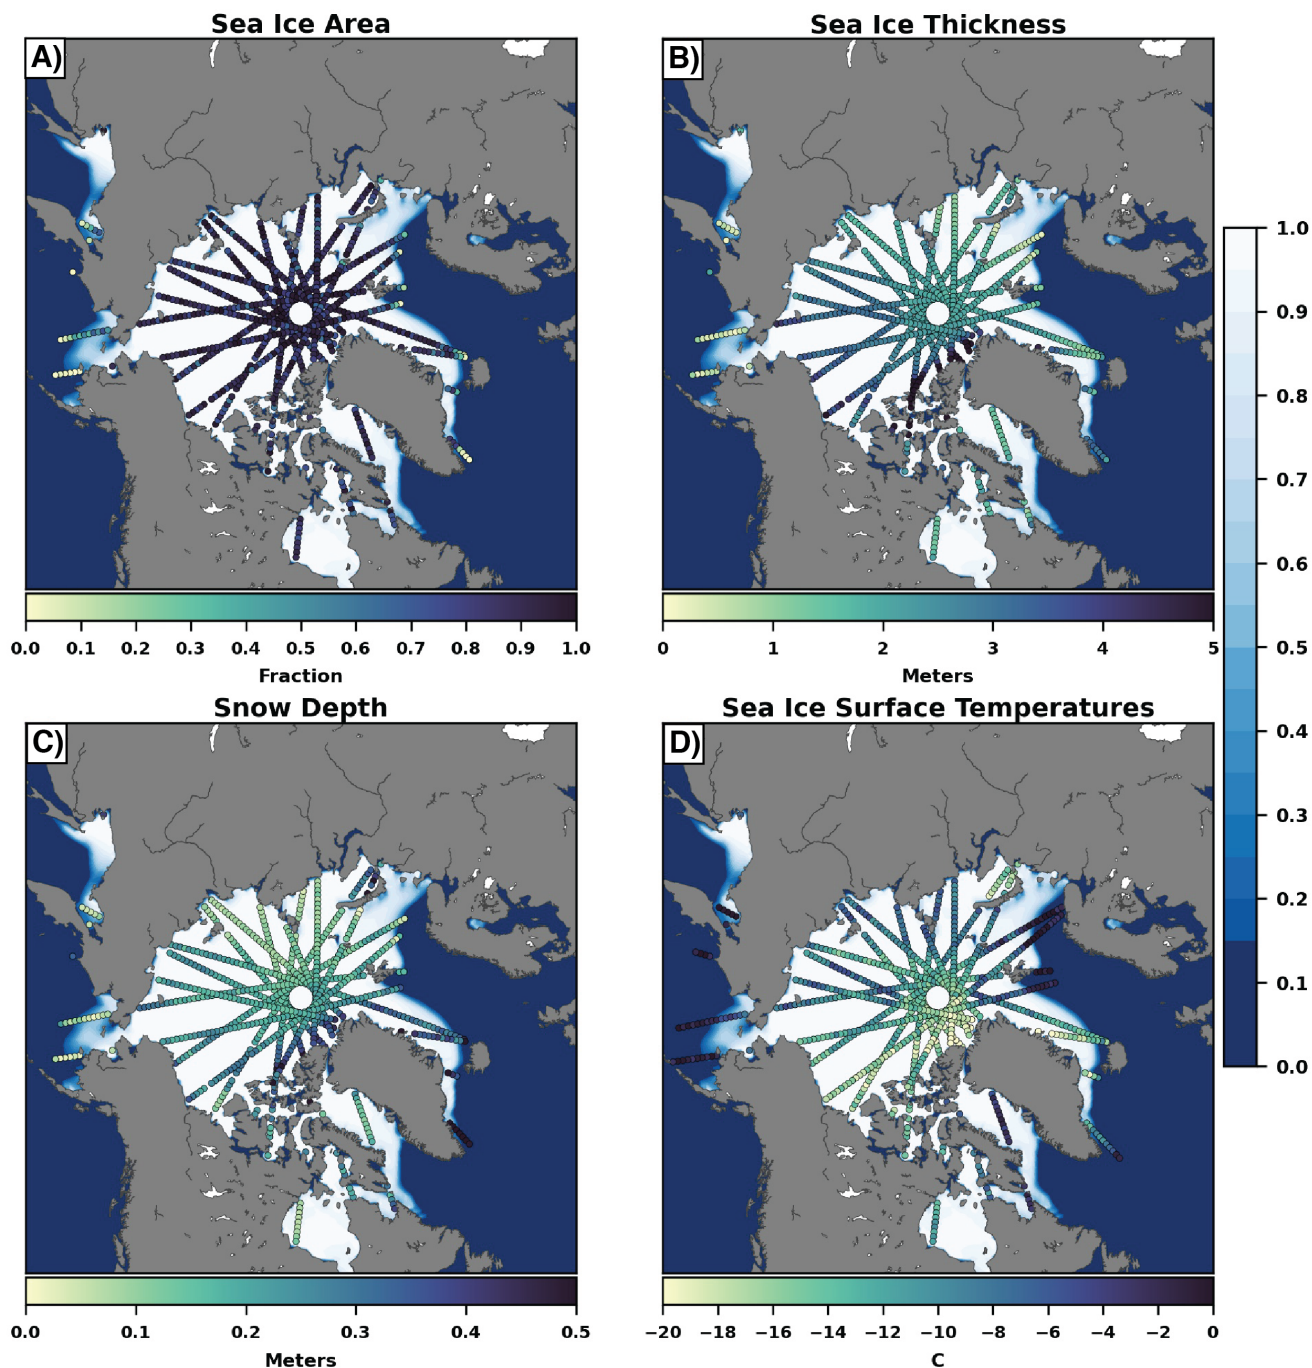 Sea Ice Area
Sea Ice Thickness
A)
B)
0.0 0.1 0.2 0.3 0.4 0.5 0.6 0.7 0.8 0.9 1.0
Fraction
0 1 2 3 4 5
Meters
1.0
0.9
0.8
0.7
0.6
0.5
0.4
0.3
0.2
0.1
0.0
Snow Depth
Sea Ice Surface Temperatures
C)
D)
0.0 0.1 0.2 0.3 0.4 0.5
Meters
−20 −18 −16 −14 −12 −10 −8 −6 −4 −2 0
C